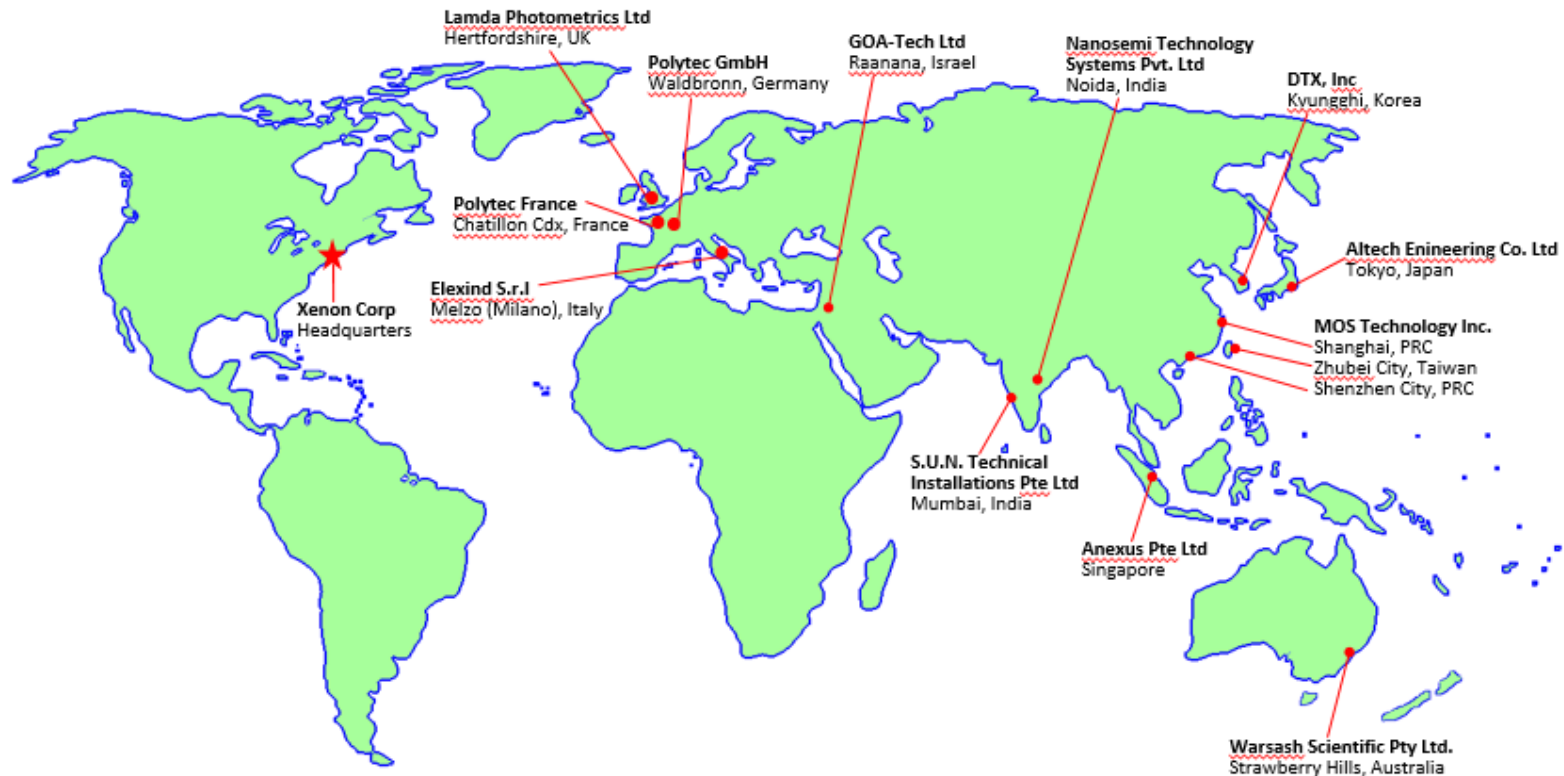 Lamda Photometrics Ltd
Hertfordshire, UK
Polytec GmbH
Waldbronn, Germany
GOA-Tech Ltd
Raanana, Israel
Nanosemi Technology
Systems Pvt. Ltd
Noida, India
DTX, Inc
Kyungghi, Korea
Polytec France
Chatillon Cdx, France
Altech Enineering Co. Ltd
Tokyo, Japan
Elexind S.r.l
Melzo (Milano), Italy
Xenon Corp
Headquarters
MOS Technology Inc.
Shanghai, PRC
Zhubei City, Taiwan
Shenzhen City, PRC
S.U.N. Technical
Installations Pte Ltd
Mumbai, India
Anexus Pte Ltd
Singapore
Warsash Scientific Pty Ltd.
Strawberry Hills, Australia